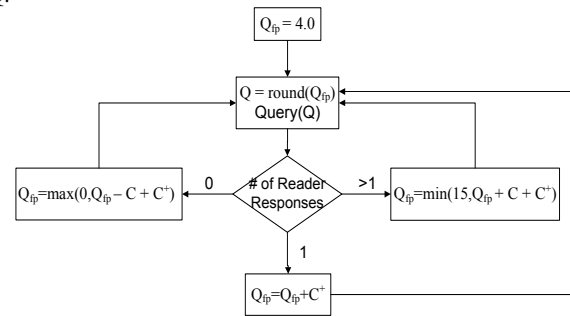 Q_fp = 4.0
Q = round(Q_fp)
Query(Q)
0
# of Reader
Responses
>1
Q_fp=max(0,Q_fp – C + C⁺)
Q_fp=min(15,Q_fp + C + C⁺)
1
Q_fp=Q_fp+C⁺